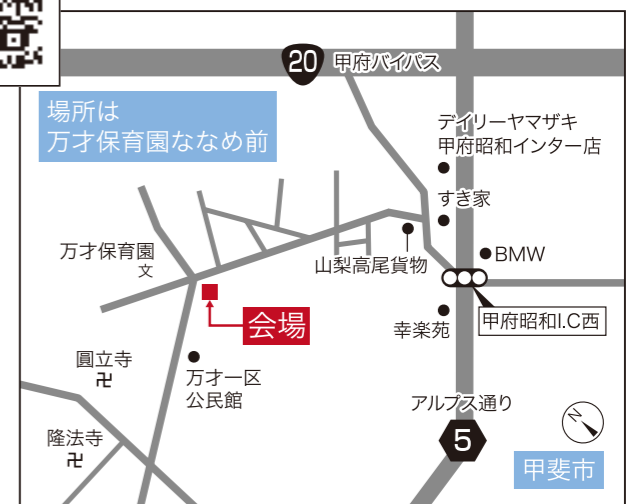 20
甲府バイパス
場所は
万才保育園ななめ前
デイリーヤマザキ
甲府昭和インター店
すき家
万才保育園
文
山梨高尾貨物
BMW
会場
幸楽苑
甲府昭和I.C西
圓立寺
卍
万才一区
公民館
アルプス通り
隆法寺
卍
5
N
甲斐市